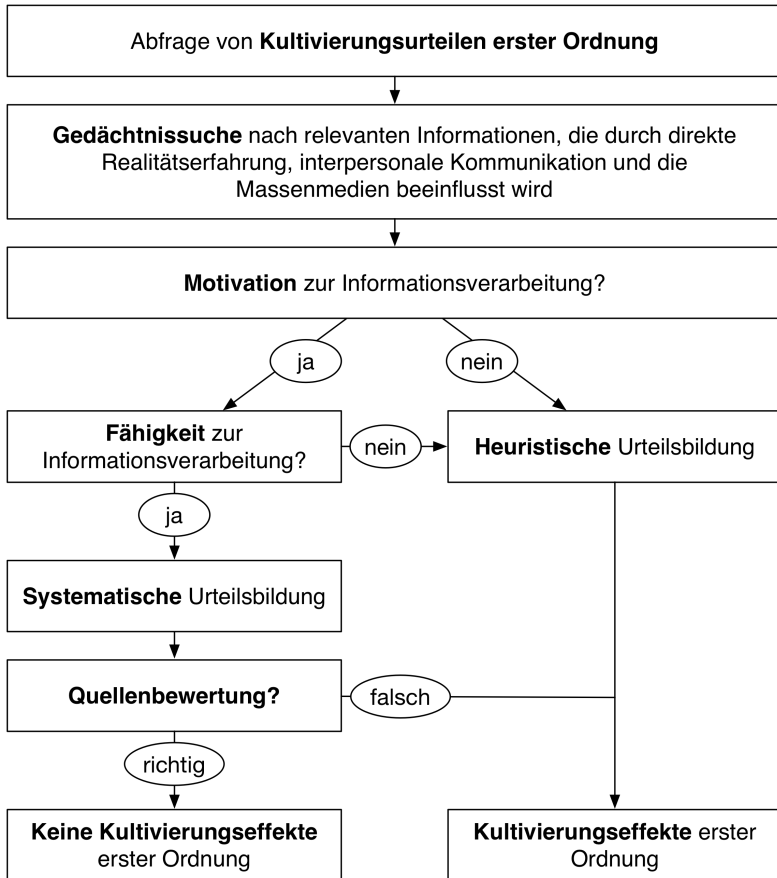 Abfrage von Kultivierungsurteilen erster Ordnung
Gedächtnissuche nach relevanten Informationen, die durch direkte
Realitätserfahrung, interpersonale Kommunikation und die
Massenmedien beeinflusst wird
Motivation zur Informationsverarbeitung?
ja
nein
Fähigkeit zur
Informationsverarbeitung?
nein
Heuristische Urteilsbildung
ja
Systematische Urteilsbildung
Quellenbewertung?
falsch
richtig
Keine Kultivierungseffekte
erster Ordnung
Kultivierungseffekte erster
Ordnung